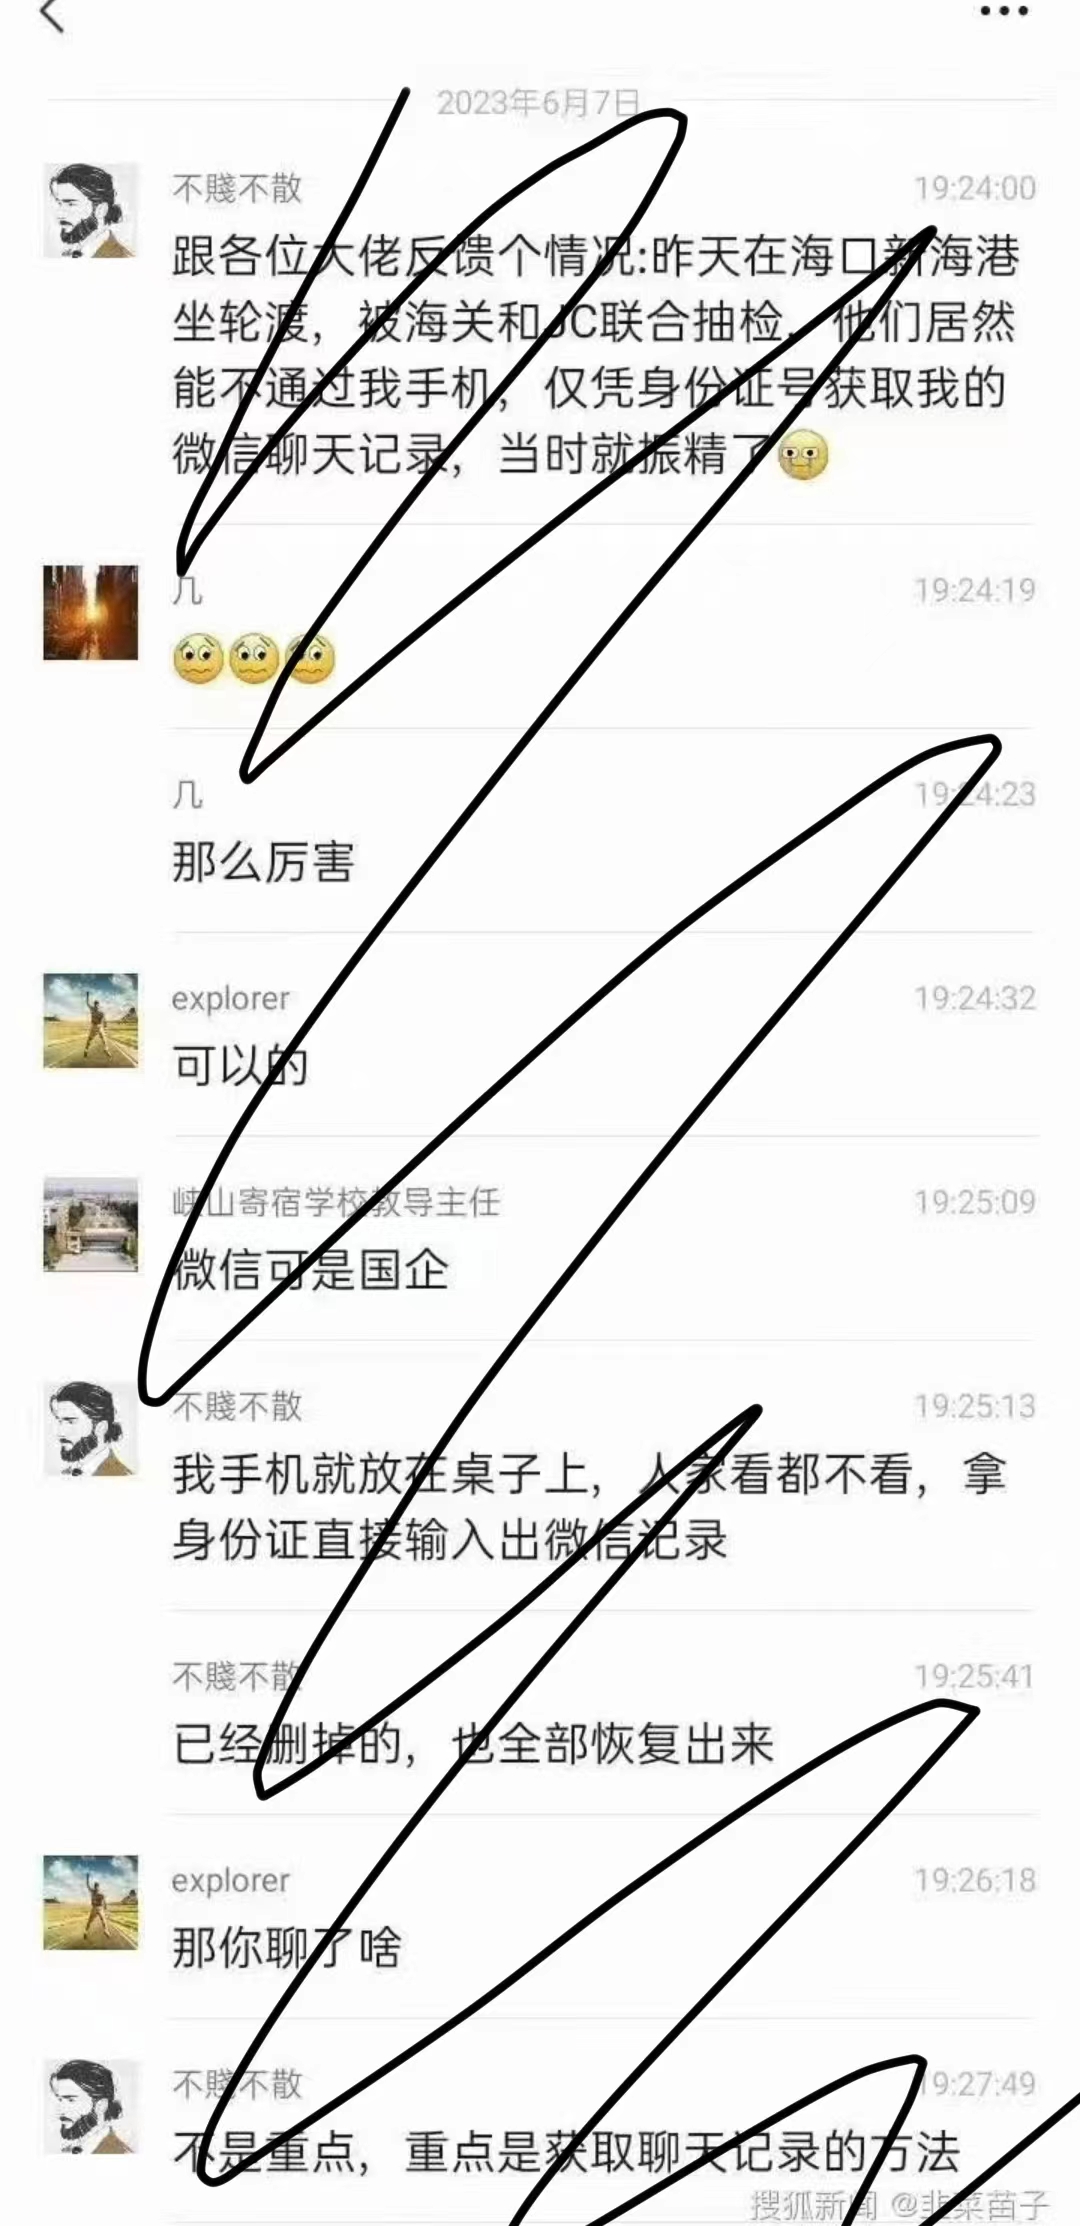 2023年6月7日
不賤不散 19:24:00
跟各位大佬反馈个情况:昨天在海口新海港
坐轮渡，被海关和JC联合抽检，他们居然
能不通过我手机，仅凭身份证号获取我的
微信聊天记录，当时就振精了
几 19:24:19
几 19:24:23
那么厉害
explorer 19:24:32
可以的
峡山寄宿学校教导主任 19:25:09
微信可是国企
不賤不散 19:25:13
我手机就放在桌子上，人家看都不看，拿
身份证直接输入出微信记录
不賤不散 19:25:41
已经删掉的，也全部恢复出来
explorer 19:26:18
那你聊了啥
不賤不散 19:27:49
不是重点，重点是获取聊天记录的方法
搜狐新闻 @韭菜苗子